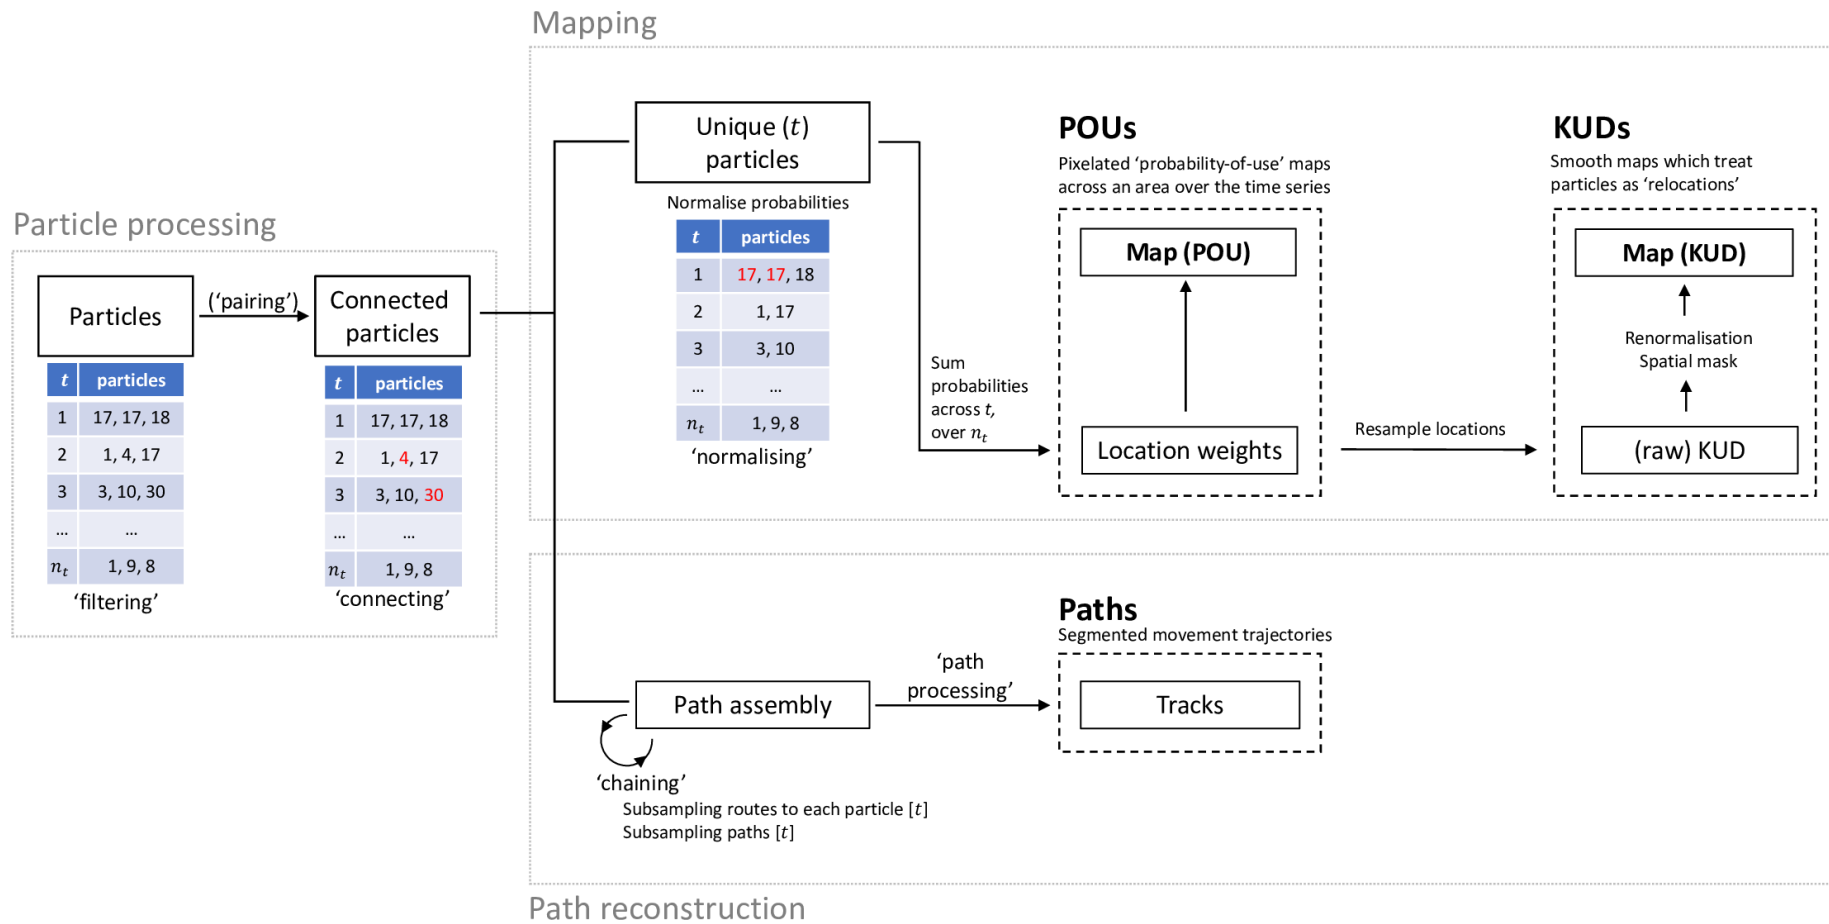 Mapping
Particle processing
Particles
('pairing')
Connected
particles
t particles
1 17, 17, 18
2 1, 4, 17
3 3, 10, 30
... ...
nt 1, 9, 8
'filtering'
t particles
1 17, 17, 18
2 1, 4, 17
3 3, 10, 30
... ...
nt 1, 9, 8
'connecting'
Unique (t)
particles
Normalise probabilities
t particles
1 17, 17, 18
2 1, 17
3 3, 10
... ...
nt 1, 9, 8
'normalising'
Sum
probabilities
across t,
over nt
POUs
Pixelated 'probability-of-use' maps
across an area over the time series
Map (POU)
Location weights
Resample locations
KUDs
Smooth maps which treat
particles as 'relocations'
Map (KUD)
Renormalisation
Spatial mask
(raw) KUD
Path assembly
'chaining'
Subsampling routes to each particle [t]
Subsampling paths [t]
'path
processing'
Paths
Segmented movement trajectories
Tracks
Path reconstruction